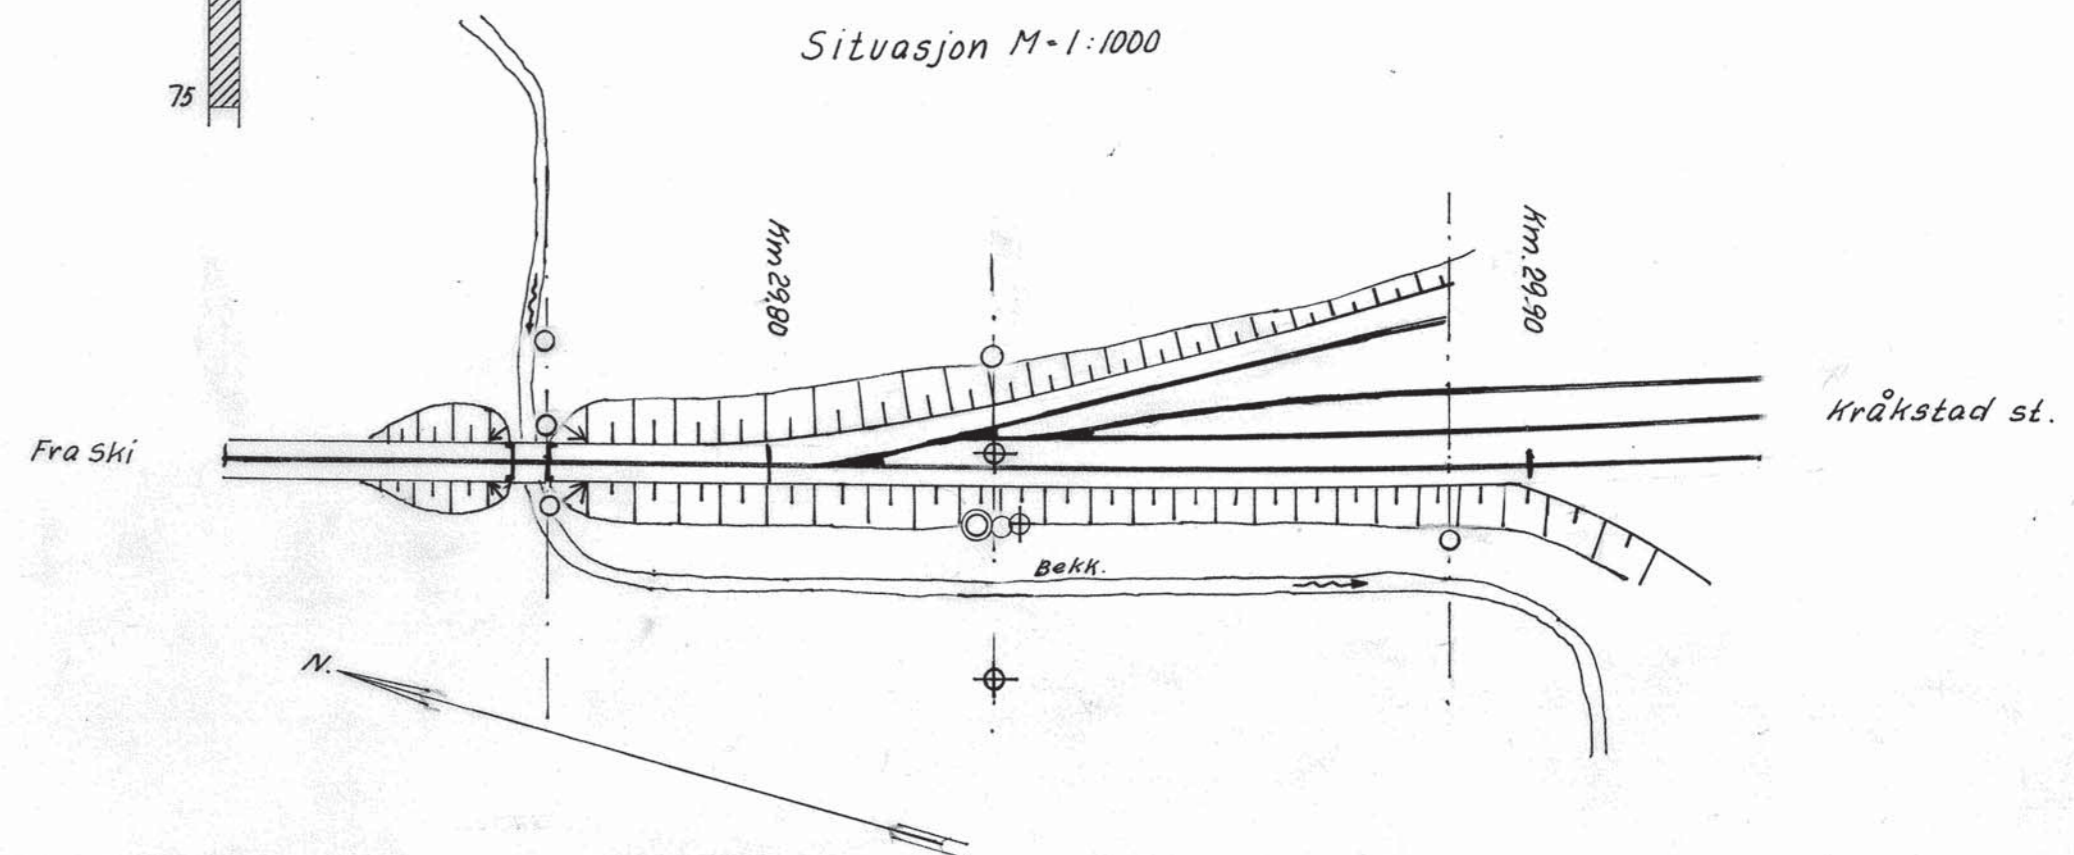 Situasjon M=1:1000
75
Km 29.80
Km. 29.90
Kråkstad st.
Fra Ski
Bekk.
N.